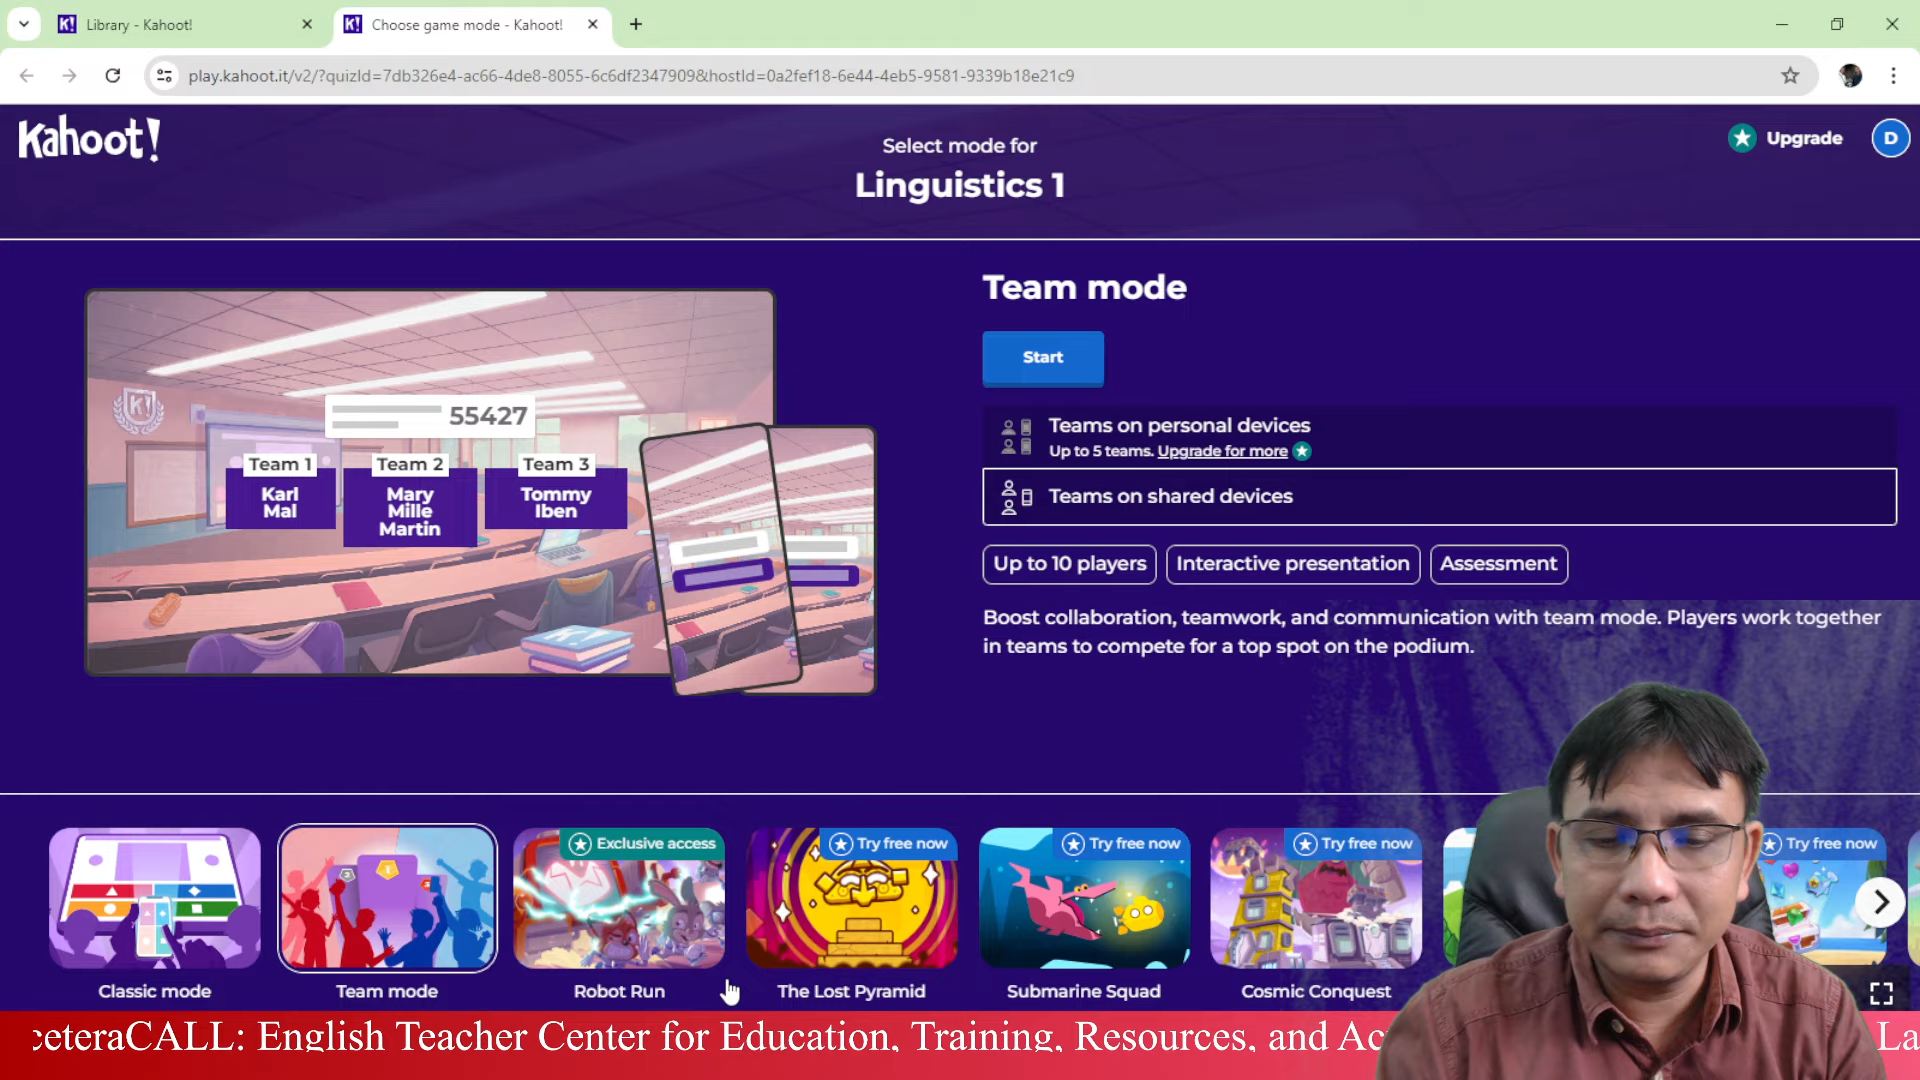 Library - Kahoot!
Choose game mode - Kahoot!
play.kahoot.it/v2/?quizId=7db326e4-ac66-4de8-8055-6c6df2347909&hostId=0a2fef18-6e44-4eb5-9581-9339b18e21c9
Kahoot!
Select mode for
Linguistics 1
Upgrade
D
Team mode
Start
Teams on personal devices
Up to 5 teams. Upgrade for more
Teams on shared devices
Up to 10 players
Interactive presentation
Assessment
Boost collaboration, teamwork, and communication with team mode. Players work together
in teams to compete for a top spot on the podium.
K!
55427
Team 1
Karl
Mal
Team 2
Mary
Mille
Martin
Team 3
Tommy
Iben
Exclusive access
Try free now
Try free now
Try free now
Try free now
Classic mode
Team mode
Robot Run
The Lost Pyramid
Submarine Squad
Cosmic Conquest
ceteraCALL: English Teacher Center for Education, Training, Resources, and Ac
La